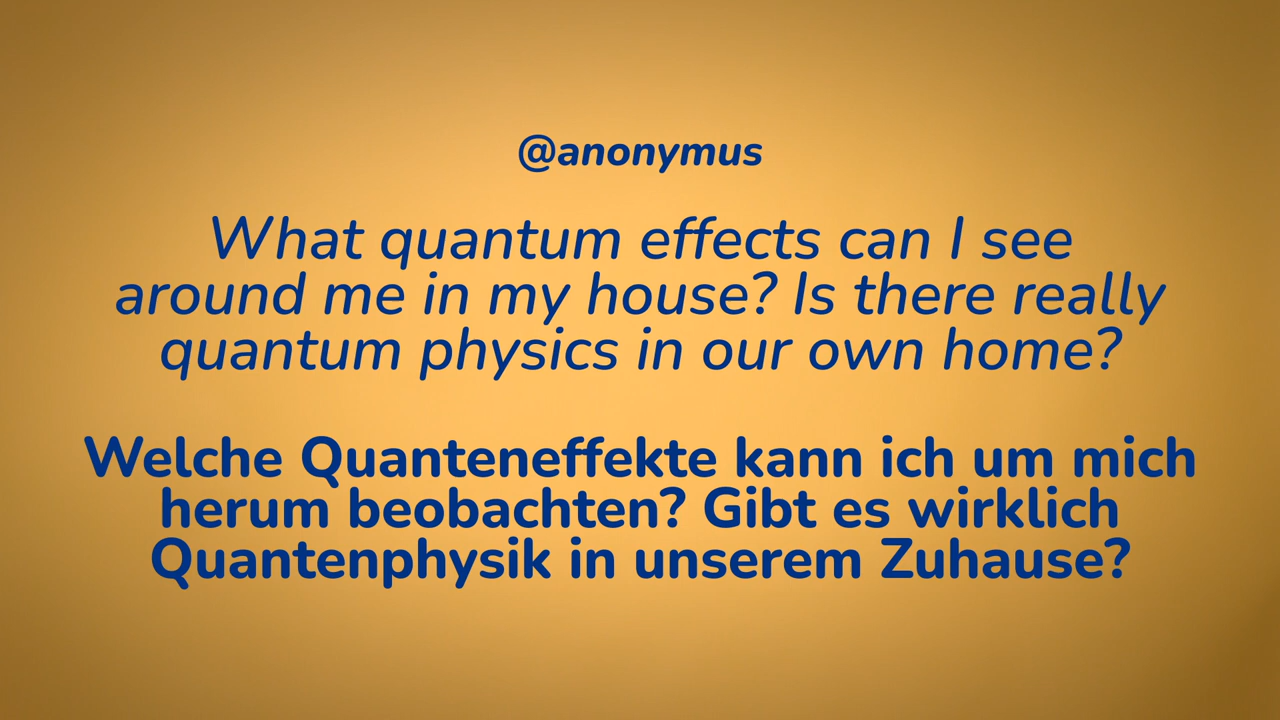 @anonymus
What quantum effects can I see
around me in my house? Is there really
quantum physics in our own home?
Welche Quanteneffekte kann ich um mich
herum beobachten? Gibt es wirklich
Quantenphysik in unserem Zuhause?